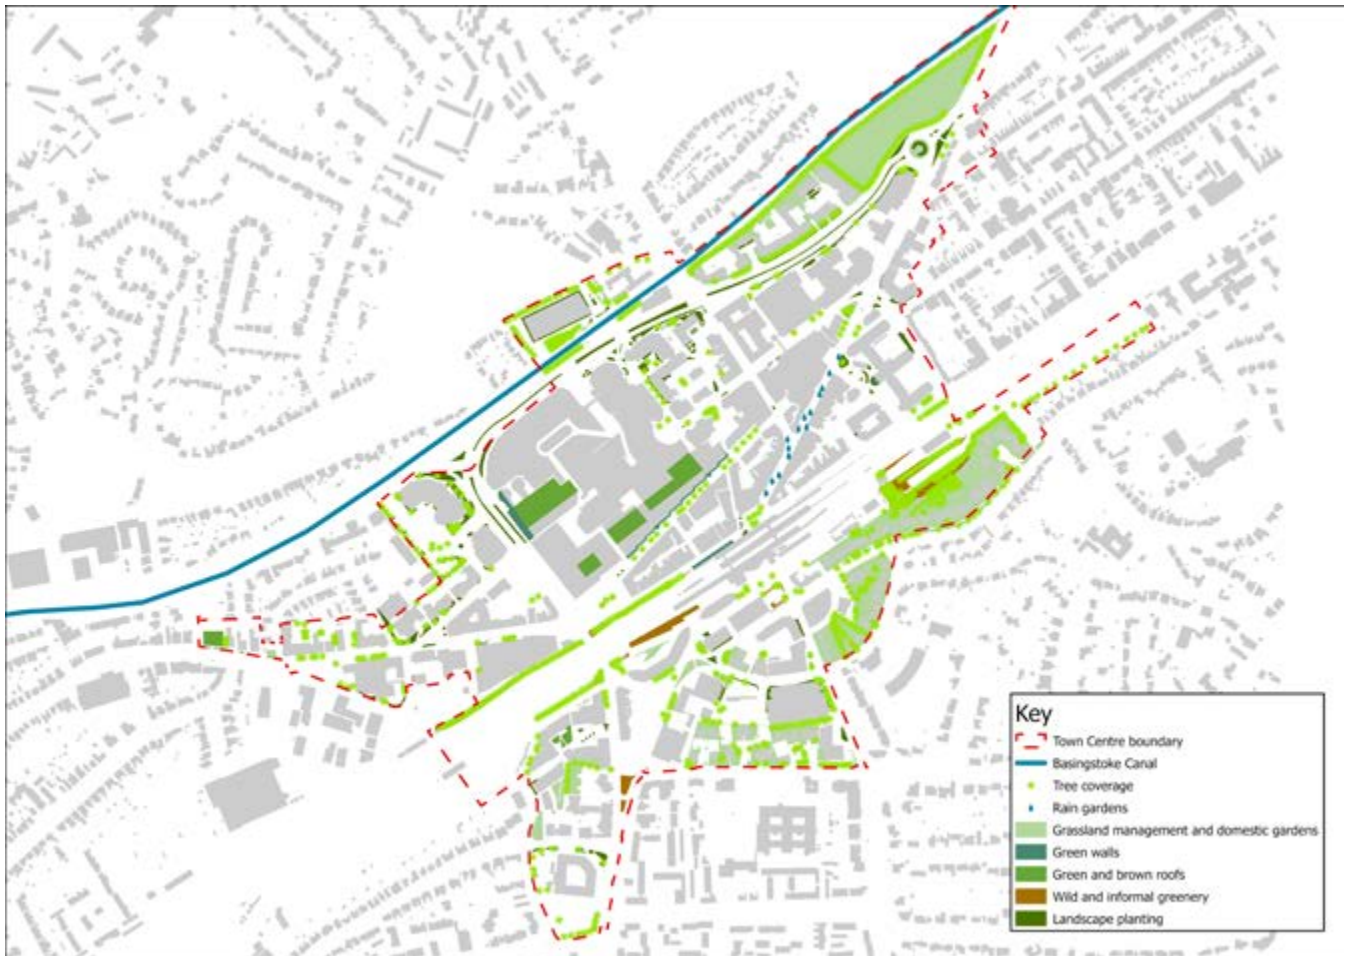 Key
Town Centre boundary
Basingstoke Canal
Tree coverage
Rain gardens
Grassland management and domestic gardens
Green walls
Green and brown roofs
Wild and informal greenery
Landscape planting